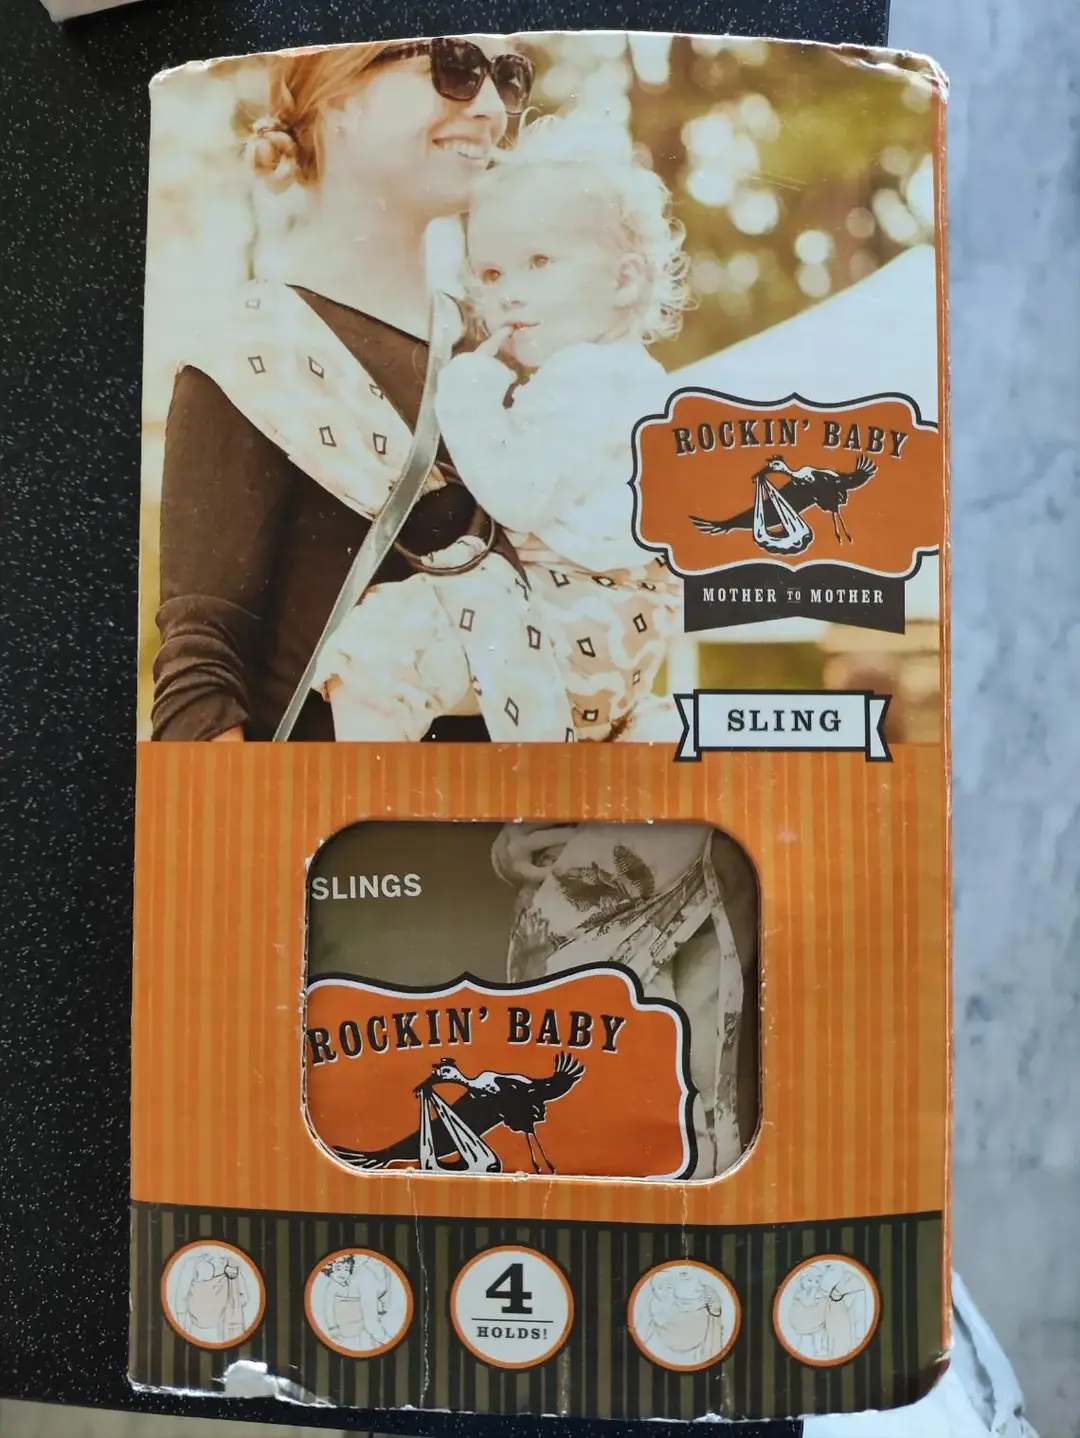 ROCKIN' BABY
MOTHER TO MOTHER
SLING
SLINGS
ROCKIN' BABY
4
HOLDS!